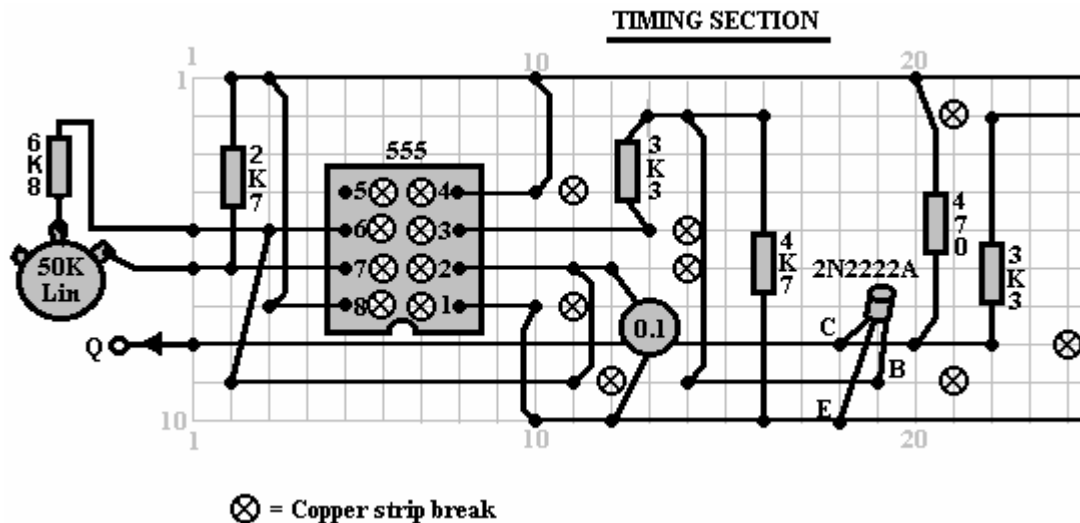 TIMING SECTION
1 10 20
1
6K8
2K7
555
3K3
5 4
6 3
7 2
8 1
50K
Lin
0.1
4K7
2N2222A
470
3K3
Q
C
B
E
10
1 10 20
= Copper strip break